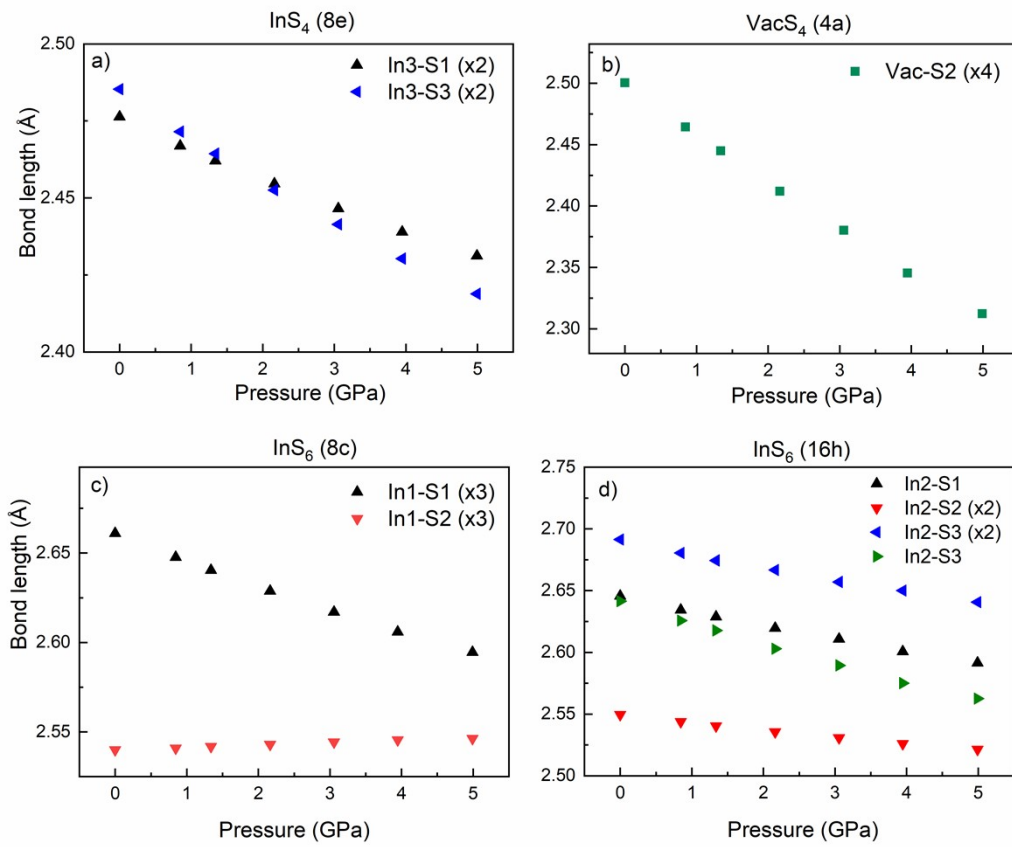 InS₄ (8e)
a)
In3-S1 (x2)
In3-S3 (x2)
2.50
2.45
2.40
Bond length (Å)
0 1 2 3 4 5
Pressure (GPa)
VacS₄ (4a)
b)
Vac-S2 (x4)
2.50
2.45
2.40
2.35
2.30
0 1 2 3 4 5
Pressure (GPa)
InS₆ (8c)
c)
In1-S1 (x3)
In1-S2 (x3)
2.65
2.60
2.55
Bond length (Å)
0 1 2 3 4 5
Pressure (GPa)
InS₆ (16h)
d)
In2-S1
In2-S2 (x2)
In2-S3 (x2)
In2-S3
2.75
2.70
2.65
2.60
2.55
2.50
0 1 2 3 4 5
Pressure (GPa)